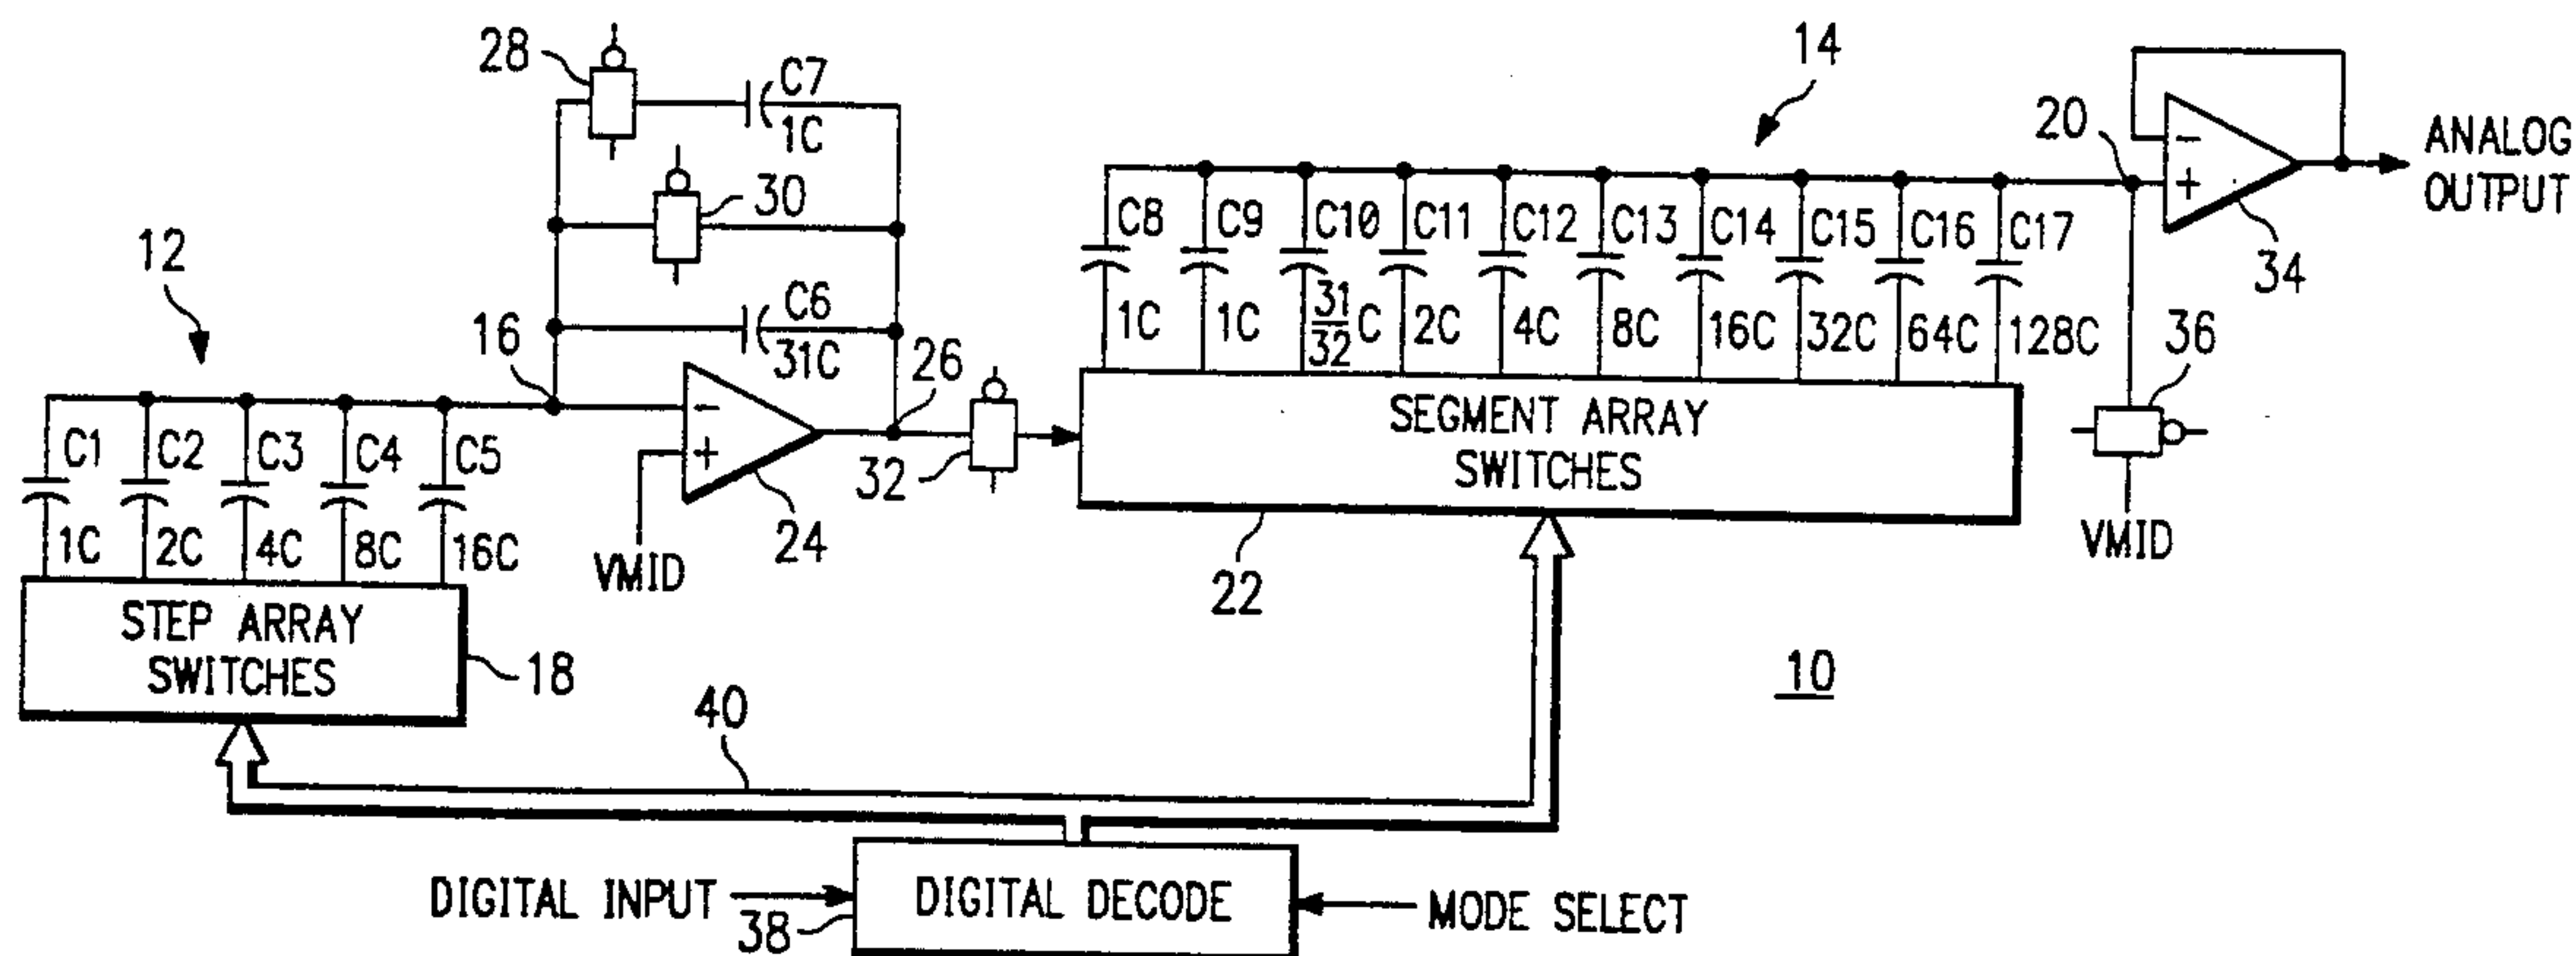 28
C7
1C
30
C6
31C
12
16
26
C1
C2
C3
C4
C5
1C
2C
4C
8C
16C
−
+
VMID
24
32
STEP ARRAY
SWITCHES
18
14
C8
C9
C10
C11
C12
C13
C14
C15
C16
C17
1C
1C
31/32 C
2C
4C
8C
16C
32C
64C
128C
20
−
+
34
ANALOG
OUTPUT
36
VMID
SEGMENT ARRAY
SWITCHES
22
10
40
DIGITAL INPUT
38
DIGITAL DECODE
MODE SELECT